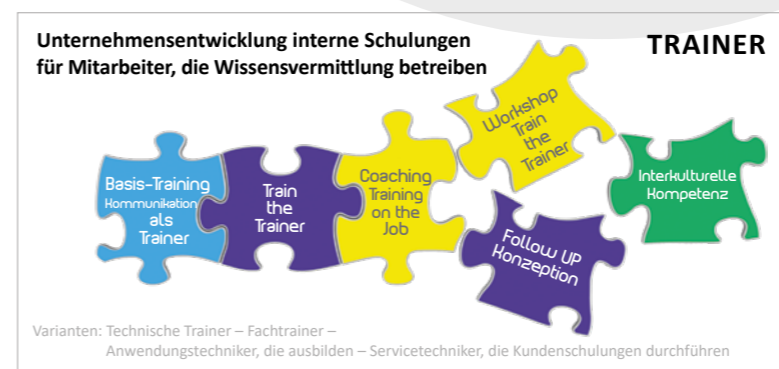 Unternehmensentwicklung interne Schulungen
für Mitarbeiter, die Wissensvermittlung betreiben
TRAINER
Basis-Training
Kommunikation
als
Trainer
Train
the
Trainer
Coaching
Training
on the
Job
Workshop
Train
the
Trainer
Follow UP
Konzeption
Interkulturelle
Kompetenz
Varianten: Technische Trainer – Fachtrainer –
Anwendungstechniker, die ausbilden – Servicetechniker, die Kundenschulungen durchführen